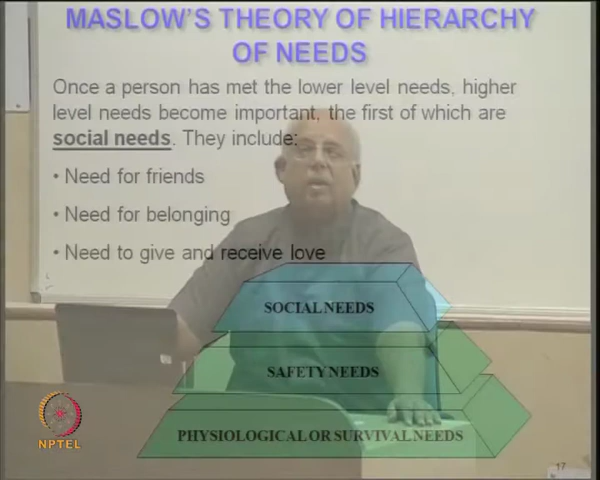 MASLOW'S THEORY OF HIERARCHY
OF NEEDS
Once a person has met the lower level needs, higher
level needs become important, the first of which are
social needs. They include:
• Need for friends
• Need for belonging
• Need to give and receive love
SOCIAL NEEDS
SAFETY NEEDS
PHYSIOLOGICAL OR SURVIVAL NEEDS
NPTEL
17